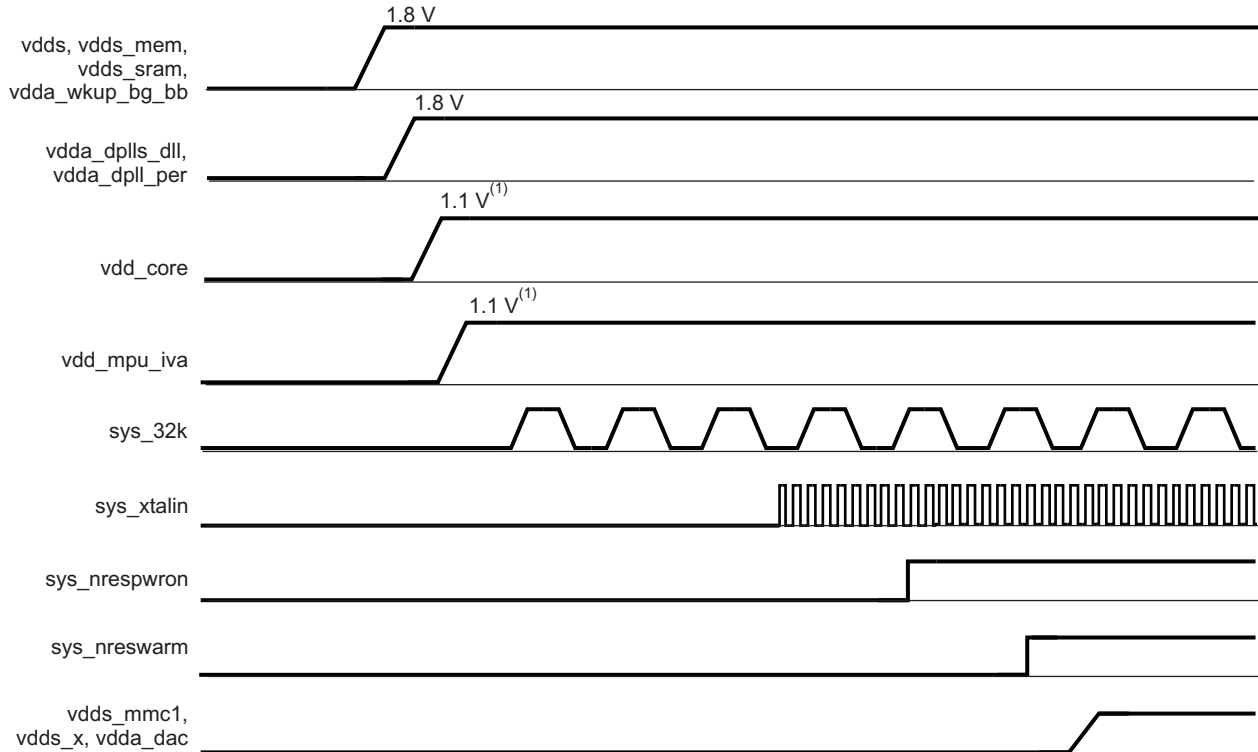 1.8 V
vdds, vdds_mem,
vdds_sram,
vdda_wkup_bg_bb
1.8 V
vdda_dplls_dll,
vdda_dpll_per
1.1 V(1)
vdd_core
1.1 V(1)
vdd_mpu_iva
sys_32k
sys_xtalin
sys_nrespwron
sys_nreswarm
vdds_mmc1,
vdds_x, vdda_dac